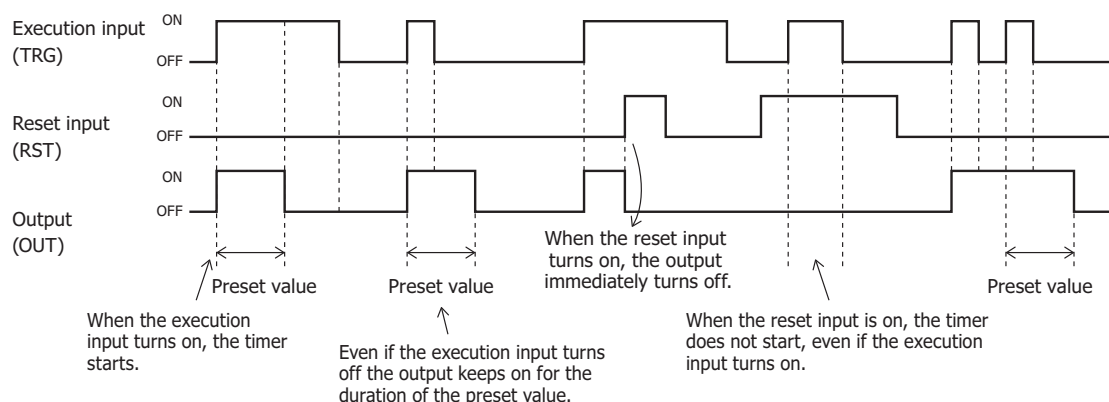 Execution input
(TRG)
ON
OFF
Reset input
(RST)
ON
OFF
Output
(OUT)
ON
OFF
Preset value
Preset value
Preset value
When the execution
input turns on, the timer
starts.
Even if the execution input turns
off the output keeps on for the
duration of the preset value.
When the reset input
turns on, the output
immediately turns off.
When the reset input is on, the timer
does not start, even if the execution
input turns on.